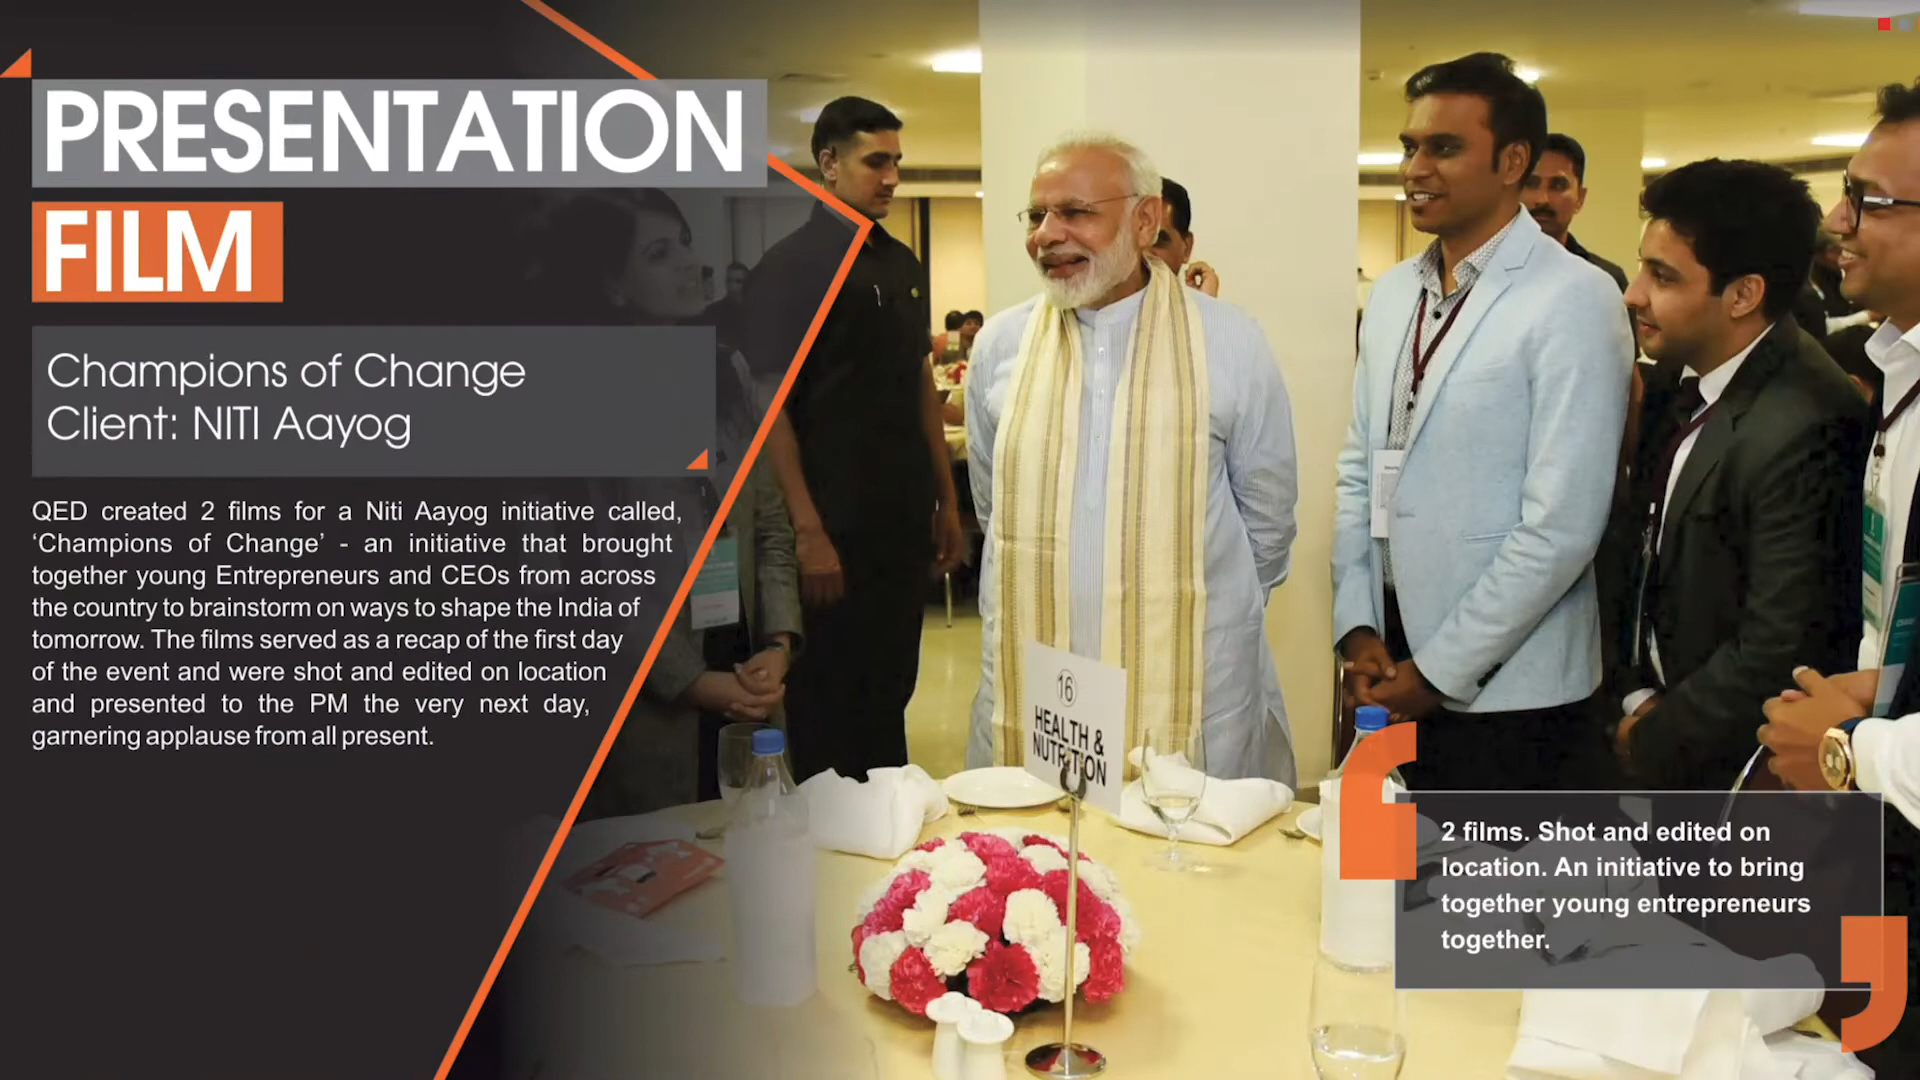 PRESENTATION
FILM
Champions of Change
Client: NITI Aayog
QED created 2 films for a Niti Aayog initiative called,
‘Champions of Change’ - an initiative that brought
together young Entrepreneurs and CEOs from across
the country to brainstorm on ways to shape the India of
tomorrow. The films served as a recap of the first day
of the event and were shot and edited on location
and presented to the PM the very next day,
garnering applause from all present.
16
HEALTH &
NUTRITION
2 films. Shot and edited on
location. An initiative to bring
together young entrepreneurs
together.